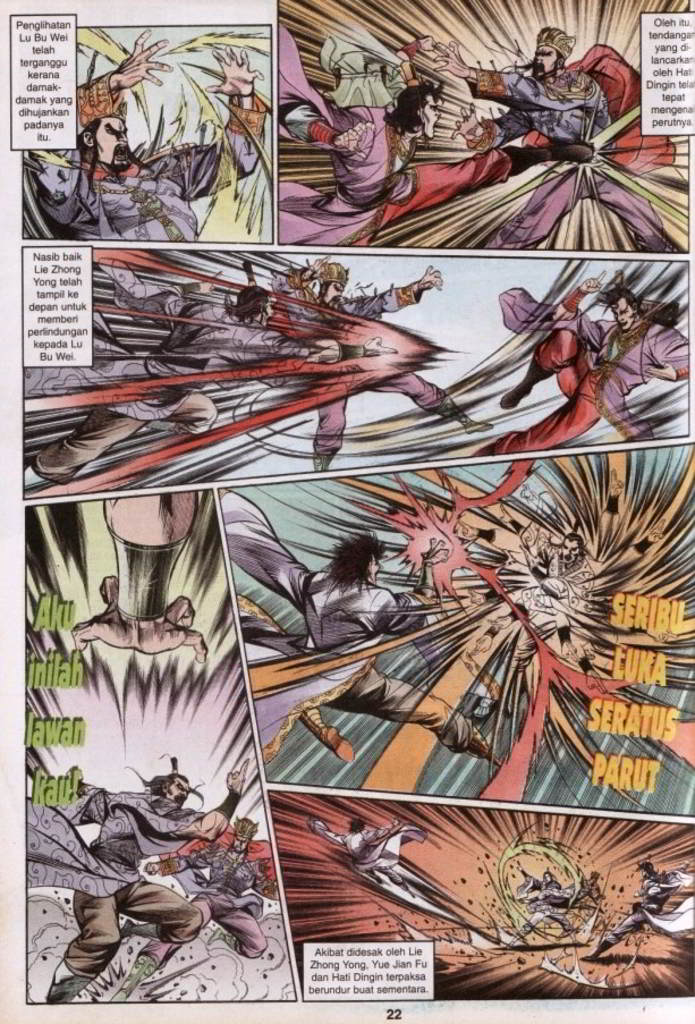 Penglihatan
Lu Bu Wei
telah
terganggu
kerana
damak-
damak yang
dihujankan
padanya
itu.
Oleh itu,
tendangan
yang di-
lancarkan
oleh Hati
Dingin
tepat
mengenai
perutnya.
Nasib baik
Lie Zhong
Yong telah
tampil ke
depan untuk
memberi
perlindungan
kepada Lu
Bu Wei.
Aku
inilah
lawan
kau!
SERIBU
LUKA
SERATUS
PARUT
Akibat didesak oleh Lie
Zhong Yong, Yue Jian Fu
dan Hati Dingin terpaksa
berundur buat sementara.
22